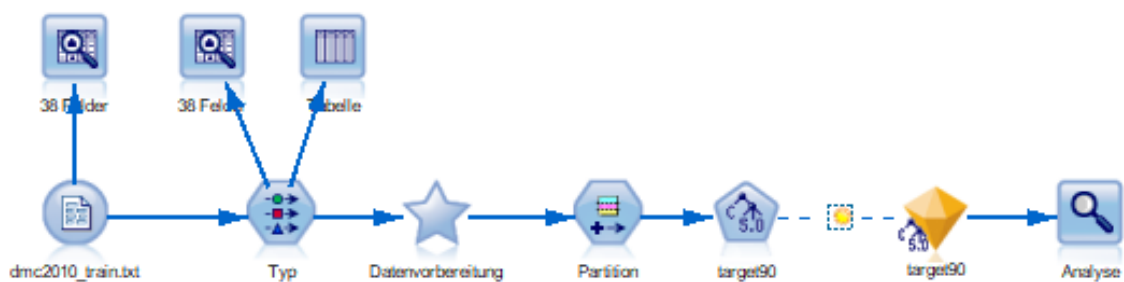 38 Felder
38 Felder
Tabelle
C 5.0
C 5.0
dmc2010_train.txt
Typ
Datenvorbereitung
Partition
target90
target90
Analyse